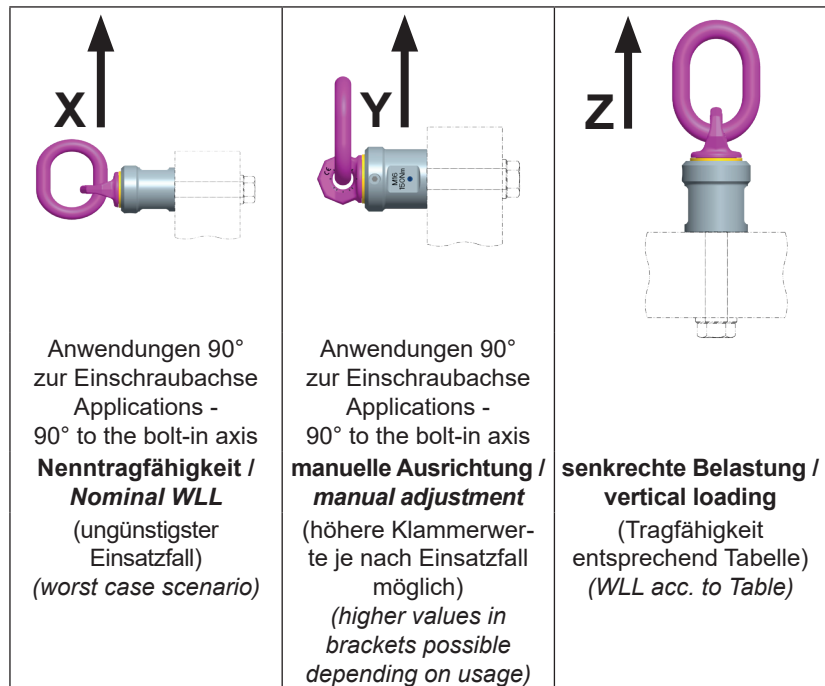 X
Y
Z
CE
M16
150Nm
Anwendungen 90°
zur Einschraubachse
Applications -
90° to the bolt-in axis
Nenntragfähigkeit /
Nominal WLL
(ungünstigster
Einsatzfall)
(worst case scenario)
Anwendungen 90°
zur Einschraubachse
Applications -
90° to the bolt-in axis
manuelle Ausrichtung /
manual adjustment
(höhere Klammerwer-
te je nach Einsatzfall
möglich)
(higher values in
brackets possible
depending on usage)
senkrechte Belastung /
vertical loading
(Tragfähigkeit
entsprechend Tabelle)
(WLL acc. to Table)